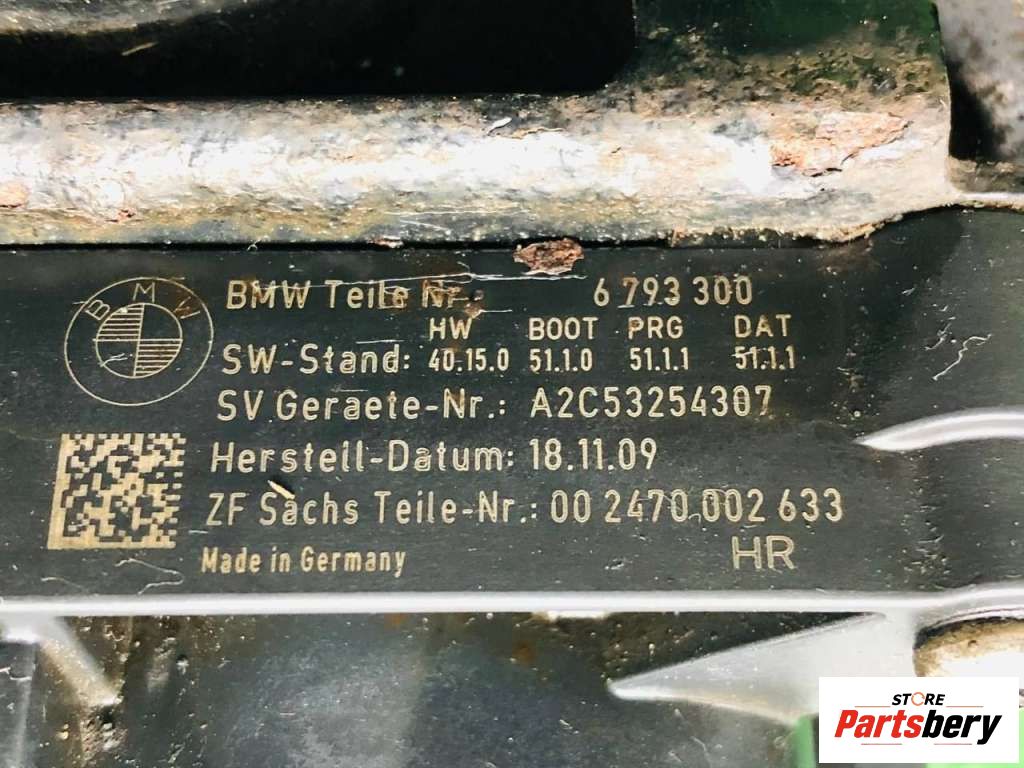 BMW
BMW Teile Nr.: 6 793 300
HW BOOT PRG DAT
SW-Stand: 40.15.0 51.1.0 51.1.1 51.1.1
SV Geraete-Nr.: A2C53254307
Herstell-Datum: 18.11.09
ZF Sachs Teile-Nr.: 00 2470 002 633
Made in Germany HR
STORE
Partsbery